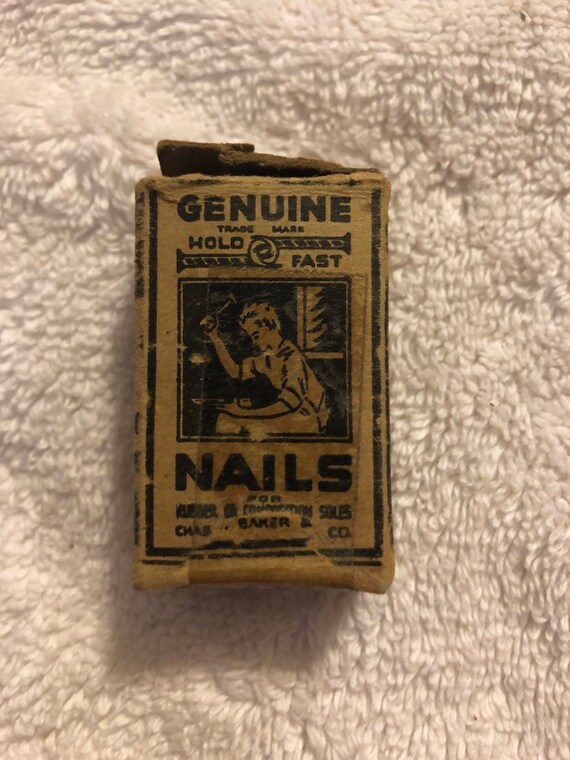 GENUINE
TRADE MARK
HOLD
FAST
NAILS
FOR
RUBBER OR COMPOSITION SOLES
CHAS. BAKER & CO.